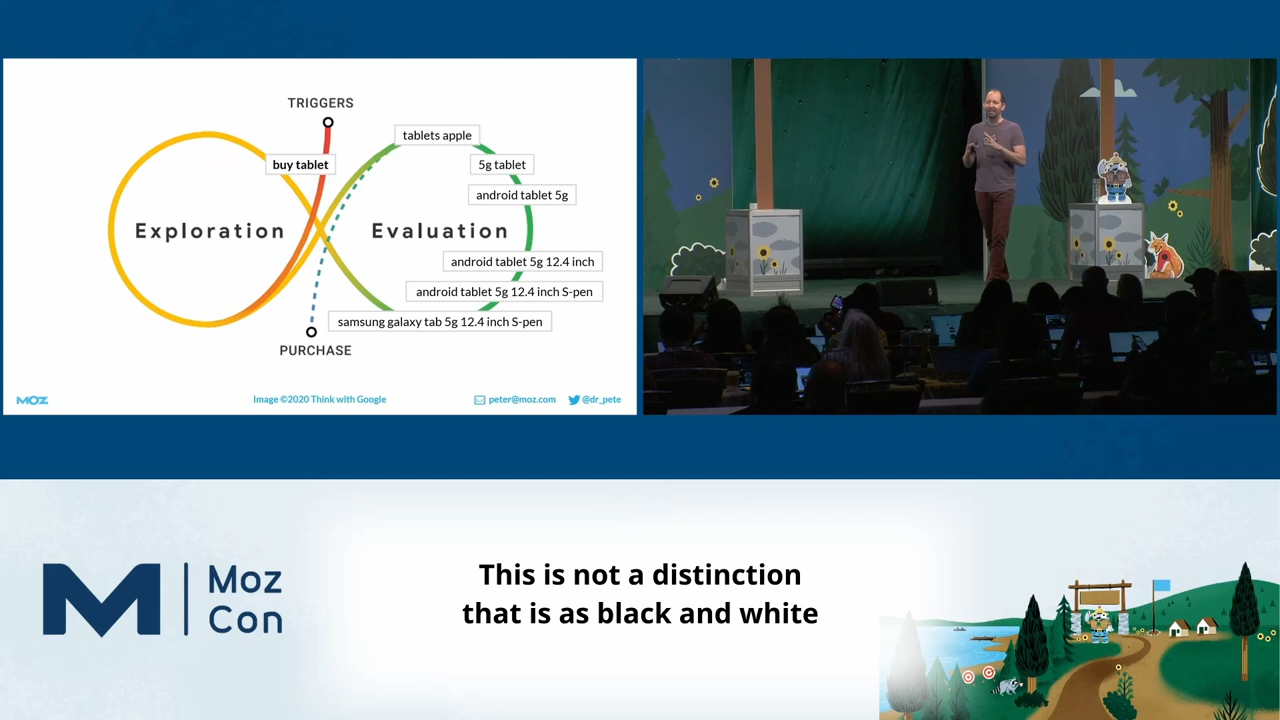 TRIGGERS
tablets apple
buy tablet
5g tablet
android tablet 5g
Exploration
Evaluation
android tablet 5g 12.4 inch
android tablet 5g 12.4 inch S-pen
samsung galaxy tab 5g 12.4 inch S-pen
PURCHASE
MOZ
Image ©2020 Think with Google
peter@moz.com
@dr_pete
M
Moz
Con
This is not a distinction
that is as black and white